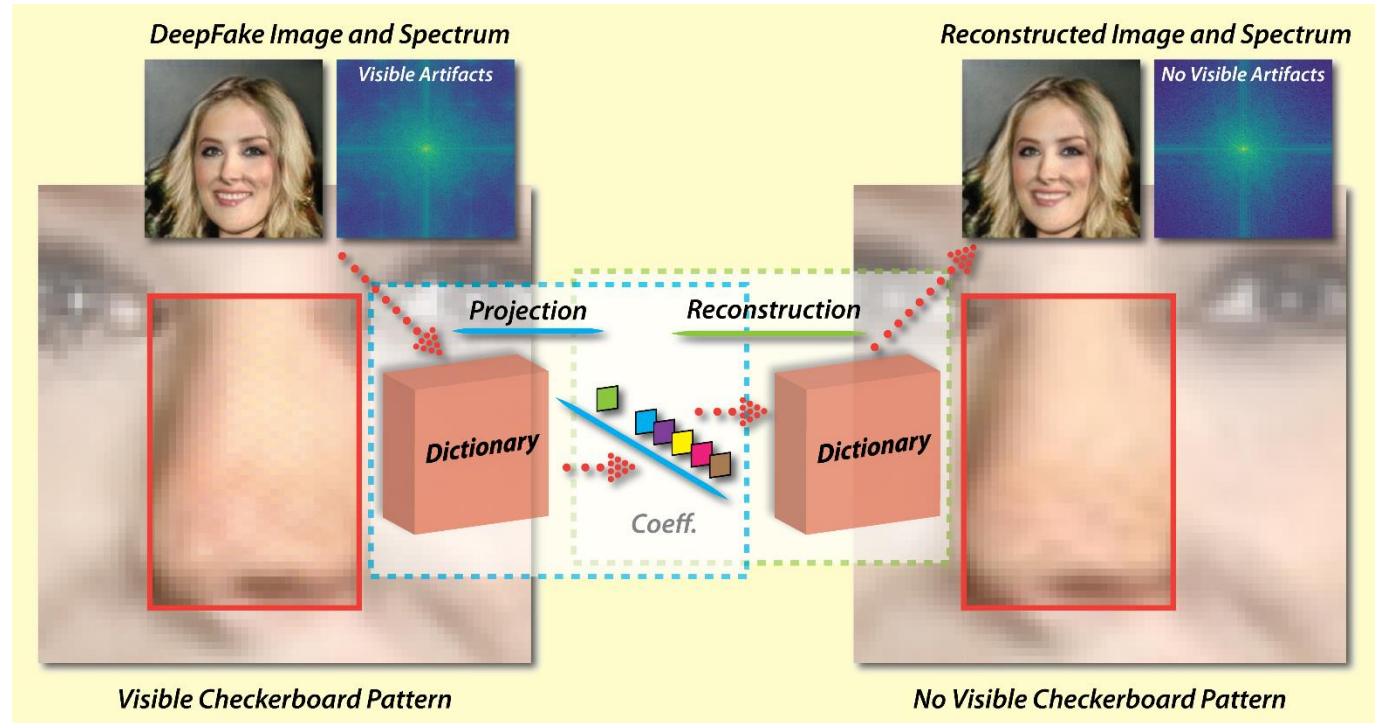 DeepFake Image and Spectrum
Reconstructed Image and Spectrum
Visible Artifacts
No Visible Artifacts
Projection
Reconstruction
Dictionary
Dictionary
Coeff.
Visible Checkerboard Pattern
No Visible Checkerboard Pattern